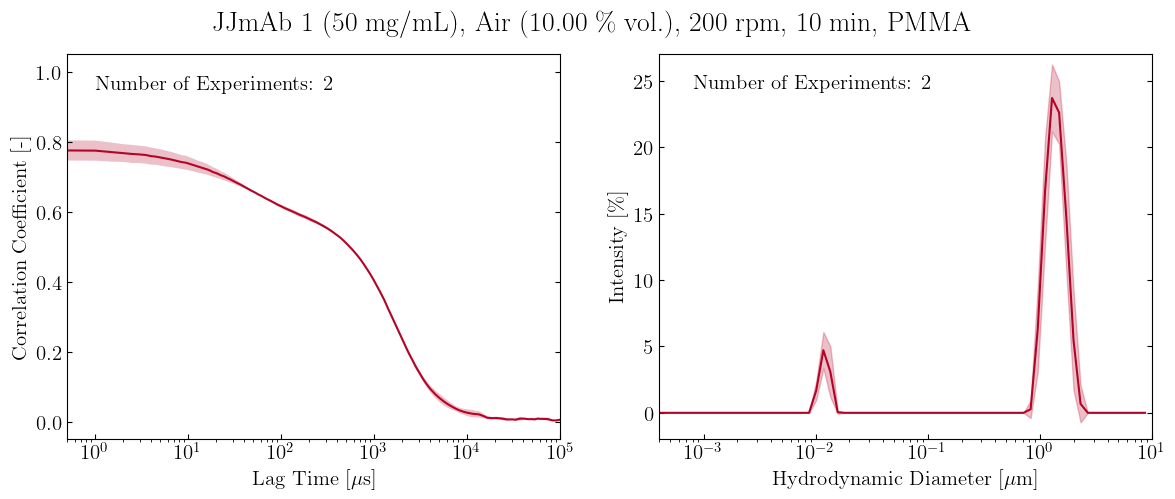 JJmAb 1 (50 mg/mL), Air (10.00 % vol.), 200 rpm, 10 min, PMMA
Number of Experiments: 2
Correlation Coefficient [-]
1.0
0.8
0.6
0.4
0.2
0.0
10⁰ 10¹ 10² 10³ 10⁴ 10⁵
Lag Time [μs]
Number of Experiments: 2
Intensity [%]
25
20
15
10
5
0
10⁻³ 10⁻² 10⁻¹ 10⁰ 10¹
Hydrodynamic Diameter [μm]